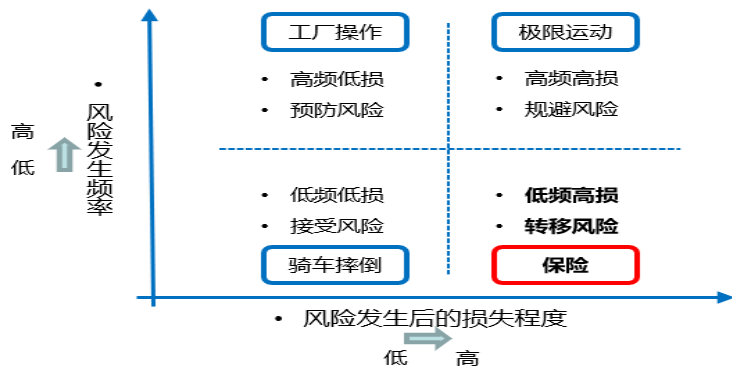 工厂操作
极限运动
• 高频低损
• 预防风险
• 高频高损
• 规避风险
• 风险发生频率
高
低
• 低频低损
• 接受风险
• 低频高损
• 转移风险
骑车摔倒
保险
• 风险发生后的损失程度
低
高